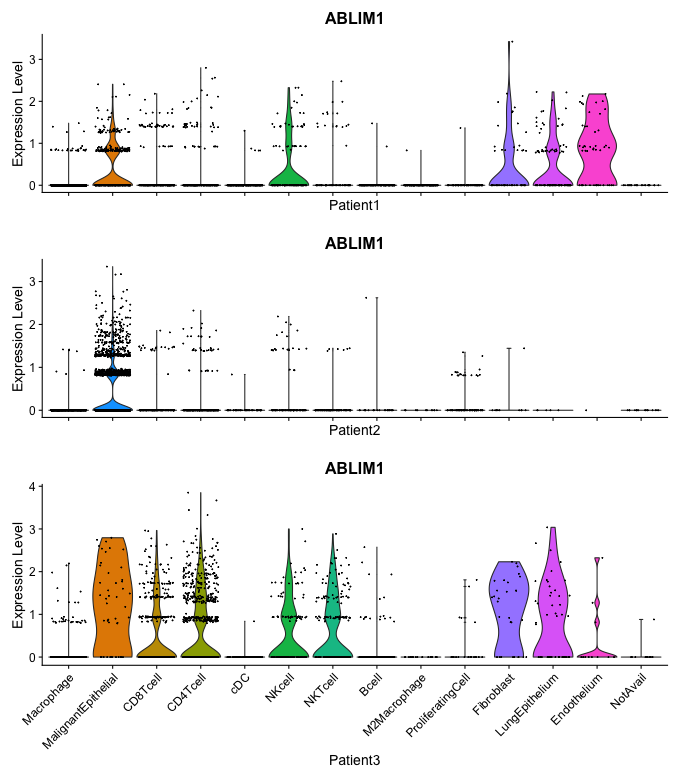 ABLIM1
Expression Level
3
2
1
0
Patient1
ABLIM1
Expression Level
3
2
1
0
Patient2
ABLIM1
Expression Level
4
3
2
1
0
Macrophage
MalignantEpithelial
CD8Tcell
CD4Tcell
cDC
NKcell
NKTcell
Bcell
M2Macrophage
ProliferatingCell
Fibroblast
LungEpithelium
Endothelium
NotAvail
Patient3